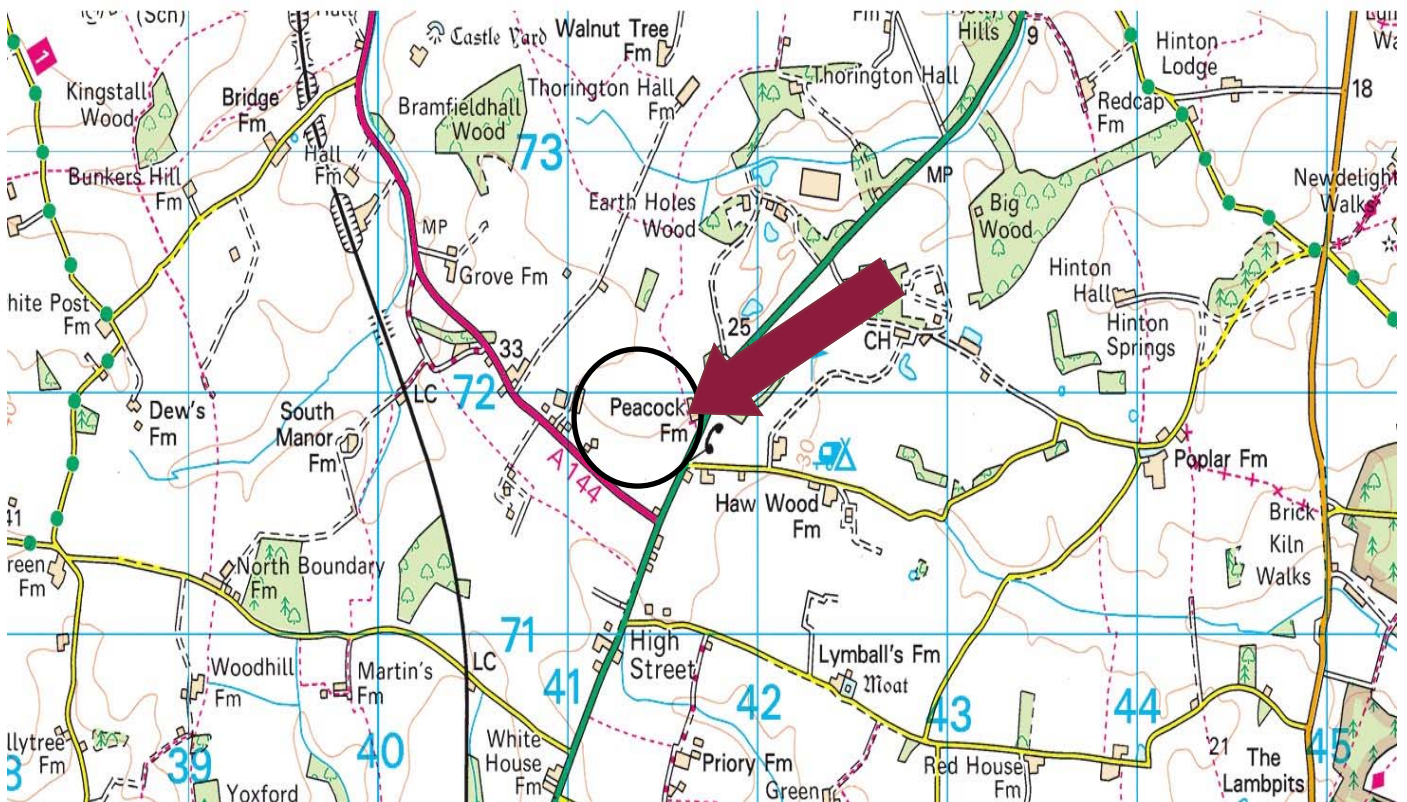 (Sch)
1
Castle Yard
Walnut Tree
Fm
Fm
Hills
9
Hinton
Lodge
18
Kingstall
Wood
Bridge
Fm
Bramfieldhall
Wood
Thorington Hall
Fm
Thorington Hall
Redcap
Fm
73
Hall
Fm
Bunkers Hill
Fm
MP
MP
Earth Holes
Wood
Big
Wood
Newdelight
Walks
Grove Fm
hite Post
Fm
Hinton
Hall
Hinton
Springs
25
CH
33
72
LC
Peacock
Fm
Dew's
Fm
South
Manor
Fm
A 144
30
Haw Wood
Fm
Poplar Fm
41
reen
Fm
North Boundary
Fm
Brick
Kiln
Walks
71
High
Street
Woodhill
Fm
Martin's
Fm
LC
41
Lymball's Fm
Moat
42
43
44
45
llytree
Fm
39
40
White
House
Fm
Priory Fm
Red House
Fm
21
The
Lambpits
Yoxford
Green